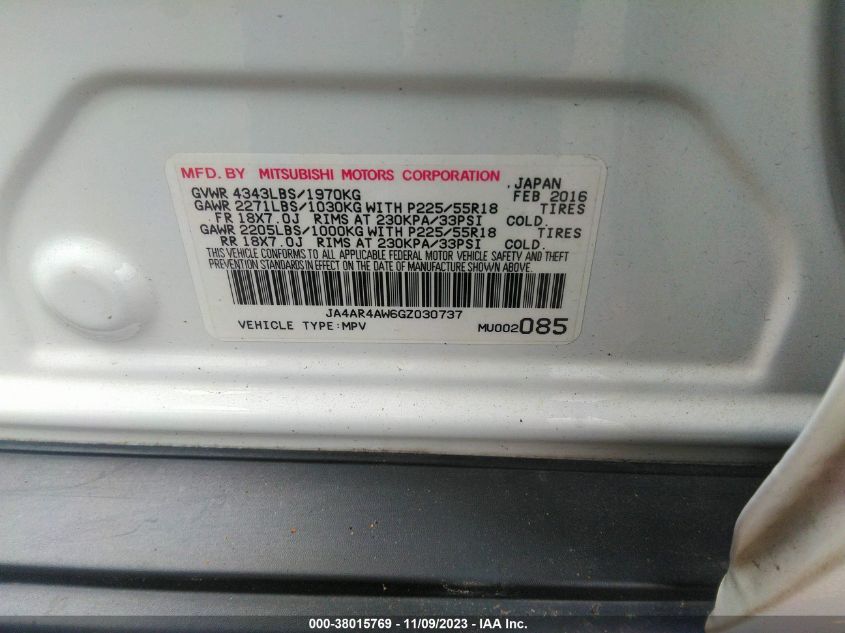 MFD. BY MITSUBISHI MOTORS CORPORATION
, JAPAN
GVWR 4343LBS/1970KG FEB 2016
GAWR 2271LBS/1030KG WITH P225/55R18 TIRES
FR 18X7.0J RIMS AT 230KPA/33PSI COLD.
GAWR 2205LBS/1000KG WITH P225/55R18 TIRES
RR 18X7.0J RIMS AT 230KPA/33PSI COLD.
THIS VEHICLE CONFORMS TO ALL APPLICABLE FEDERAL MOTOR VEHICLE SAFETY AND THEFT
PREVENTION STANDARDS IN EFFECT ON THE DATE OF MANUFACTURE SHOWN ABOVE.
JA4AR4AW6GZ030737
VEHICLE TYPE:MPV MU002085
000-38015769 — 11/09/2023 — IAA Inc.